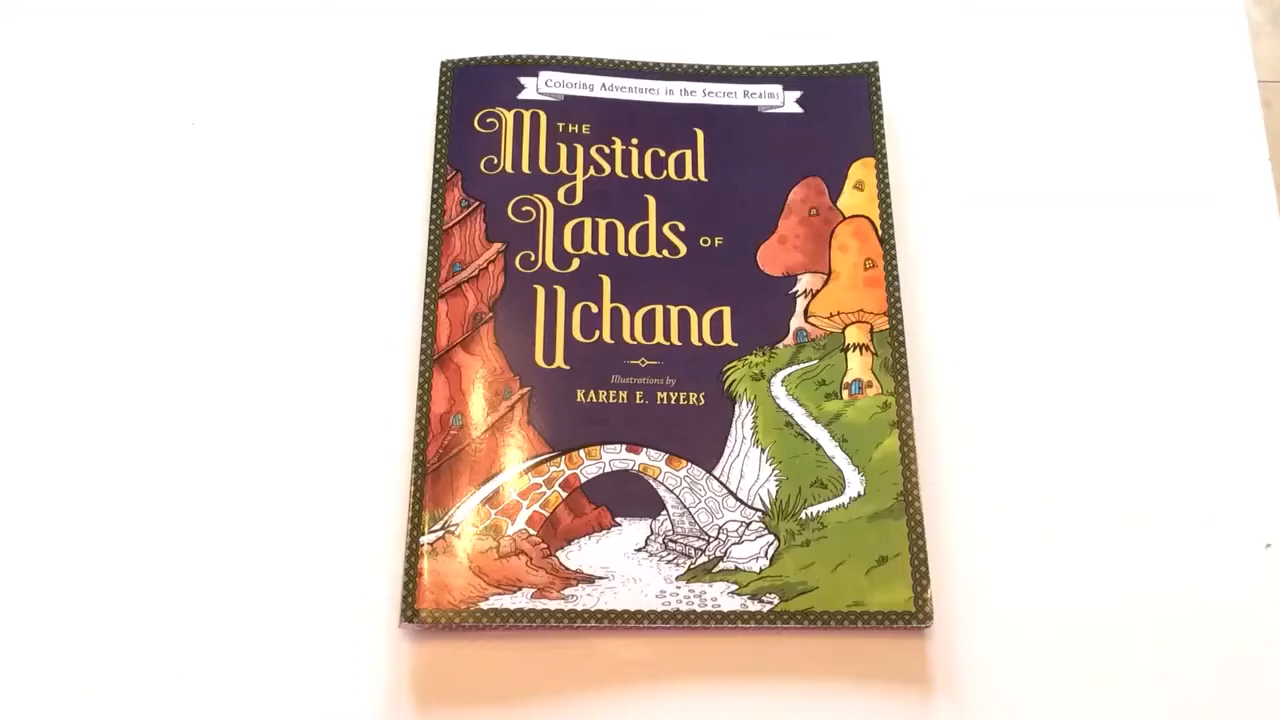 Coloring Adventures in the Secret Realms
THE
Mystical
Lands OF
Uchana
Illustrations by
KAREN E. MYERS